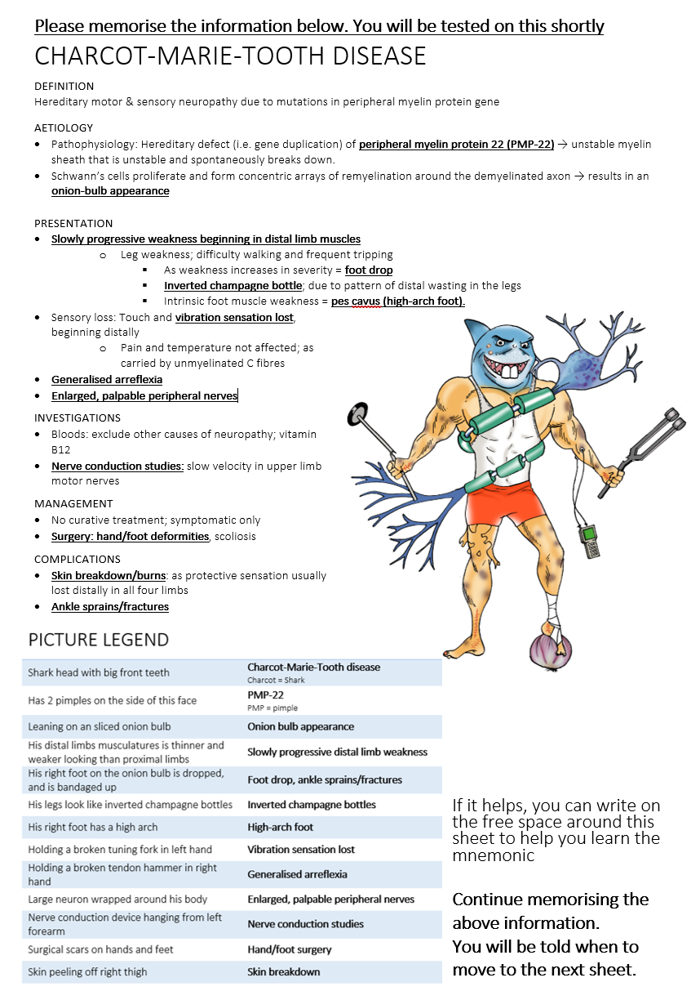 Please memorise the information below. You will be tested on this shortly
CHARCOT-MARIE-TOOTH DISEASE
DEFINITION
Hereditary motor & sensory neuropathy due to mutations in peripheral myelin protein gene
AETIOLOGY
• Pathophysiology: Hereditary defect (i.e. gene duplication) of peripheral myelin protein 22 (PMP-22) → unstable myelin
sheath that is unstable and spontaneously breaks down.
• Schwann's cells proliferate and form concentric arrays of remyelination around the demyelinated axon → results in an
onion-bulb appearance
PRESENTATION
• Slowly progressive weakness beginning in distal limb muscles
o Leg weakness; difficulty walking and frequent tripping
▪ As weakness increases in severity = foot drop
▪ Inverted champagne bottle; due to pattern of distal wasting in the legs
▪ Intrinsic foot muscle weakness = pes cavus (high-arch foot).
• Sensory loss: Touch and vibration sensation lost,
beginning distally
o Pain and temperature not affected; as
carried by unmyelinated C fibres
• Generalised arreflexia
• Enlarged, palpable peripheral nerves
INVESTIGATIONS
• Bloods: exclude other causes of neuropathy; vitamin
B12
• Nerve conduction studies: slow velocity in upper limb
motor nerves
MANAGEMENT
• No curative treatment; symptomatic only
• Surgery: hand/foot deformities, scoliosis
COMPLICATIONS
• Skin breakdown/burns: as protective sensation usually
lost distally in all four limbs
• Ankle sprains/fractures
PICTURE LEGEND
Shark head with big front teeth Charcot-Marie-Tooth disease
Charcot = Shark
Has 2 pimples on the side of this face PMP-22
PMP = pimple
Leaning on an sliced onion bulb Onion bulb appearance
His distal limbs musculatures is thinner and
weaker looking than proximal limbs Slowly progressive distal limb weakness
His right foot on the onion bulb is dropped,
and is bandaged up Foot drop, ankle sprains/fractures
His legs look like inverted champagne bottles Inverted champagne bottles
His right foot has a high arch High-arch foot
Holding a broken tuning fork in left hand Vibration sensation lost
Holding a broken tendon hammer in right
hand Generalised arreflexia
Large neuron wrapped around his body Enlarged, palpable peripheral nerves
Nerve conduction device hanging from left
forearm Nerve conduction studies
Surgical scars on hands and feet Hand/foot surgery
Skin peeling off right thigh Skin breakdown
If it helps, you can write on
the free space around this
sheet to help you learn the
mnemonic
Continue memorising the
above information.
You will be told when to
move to the next sheet.